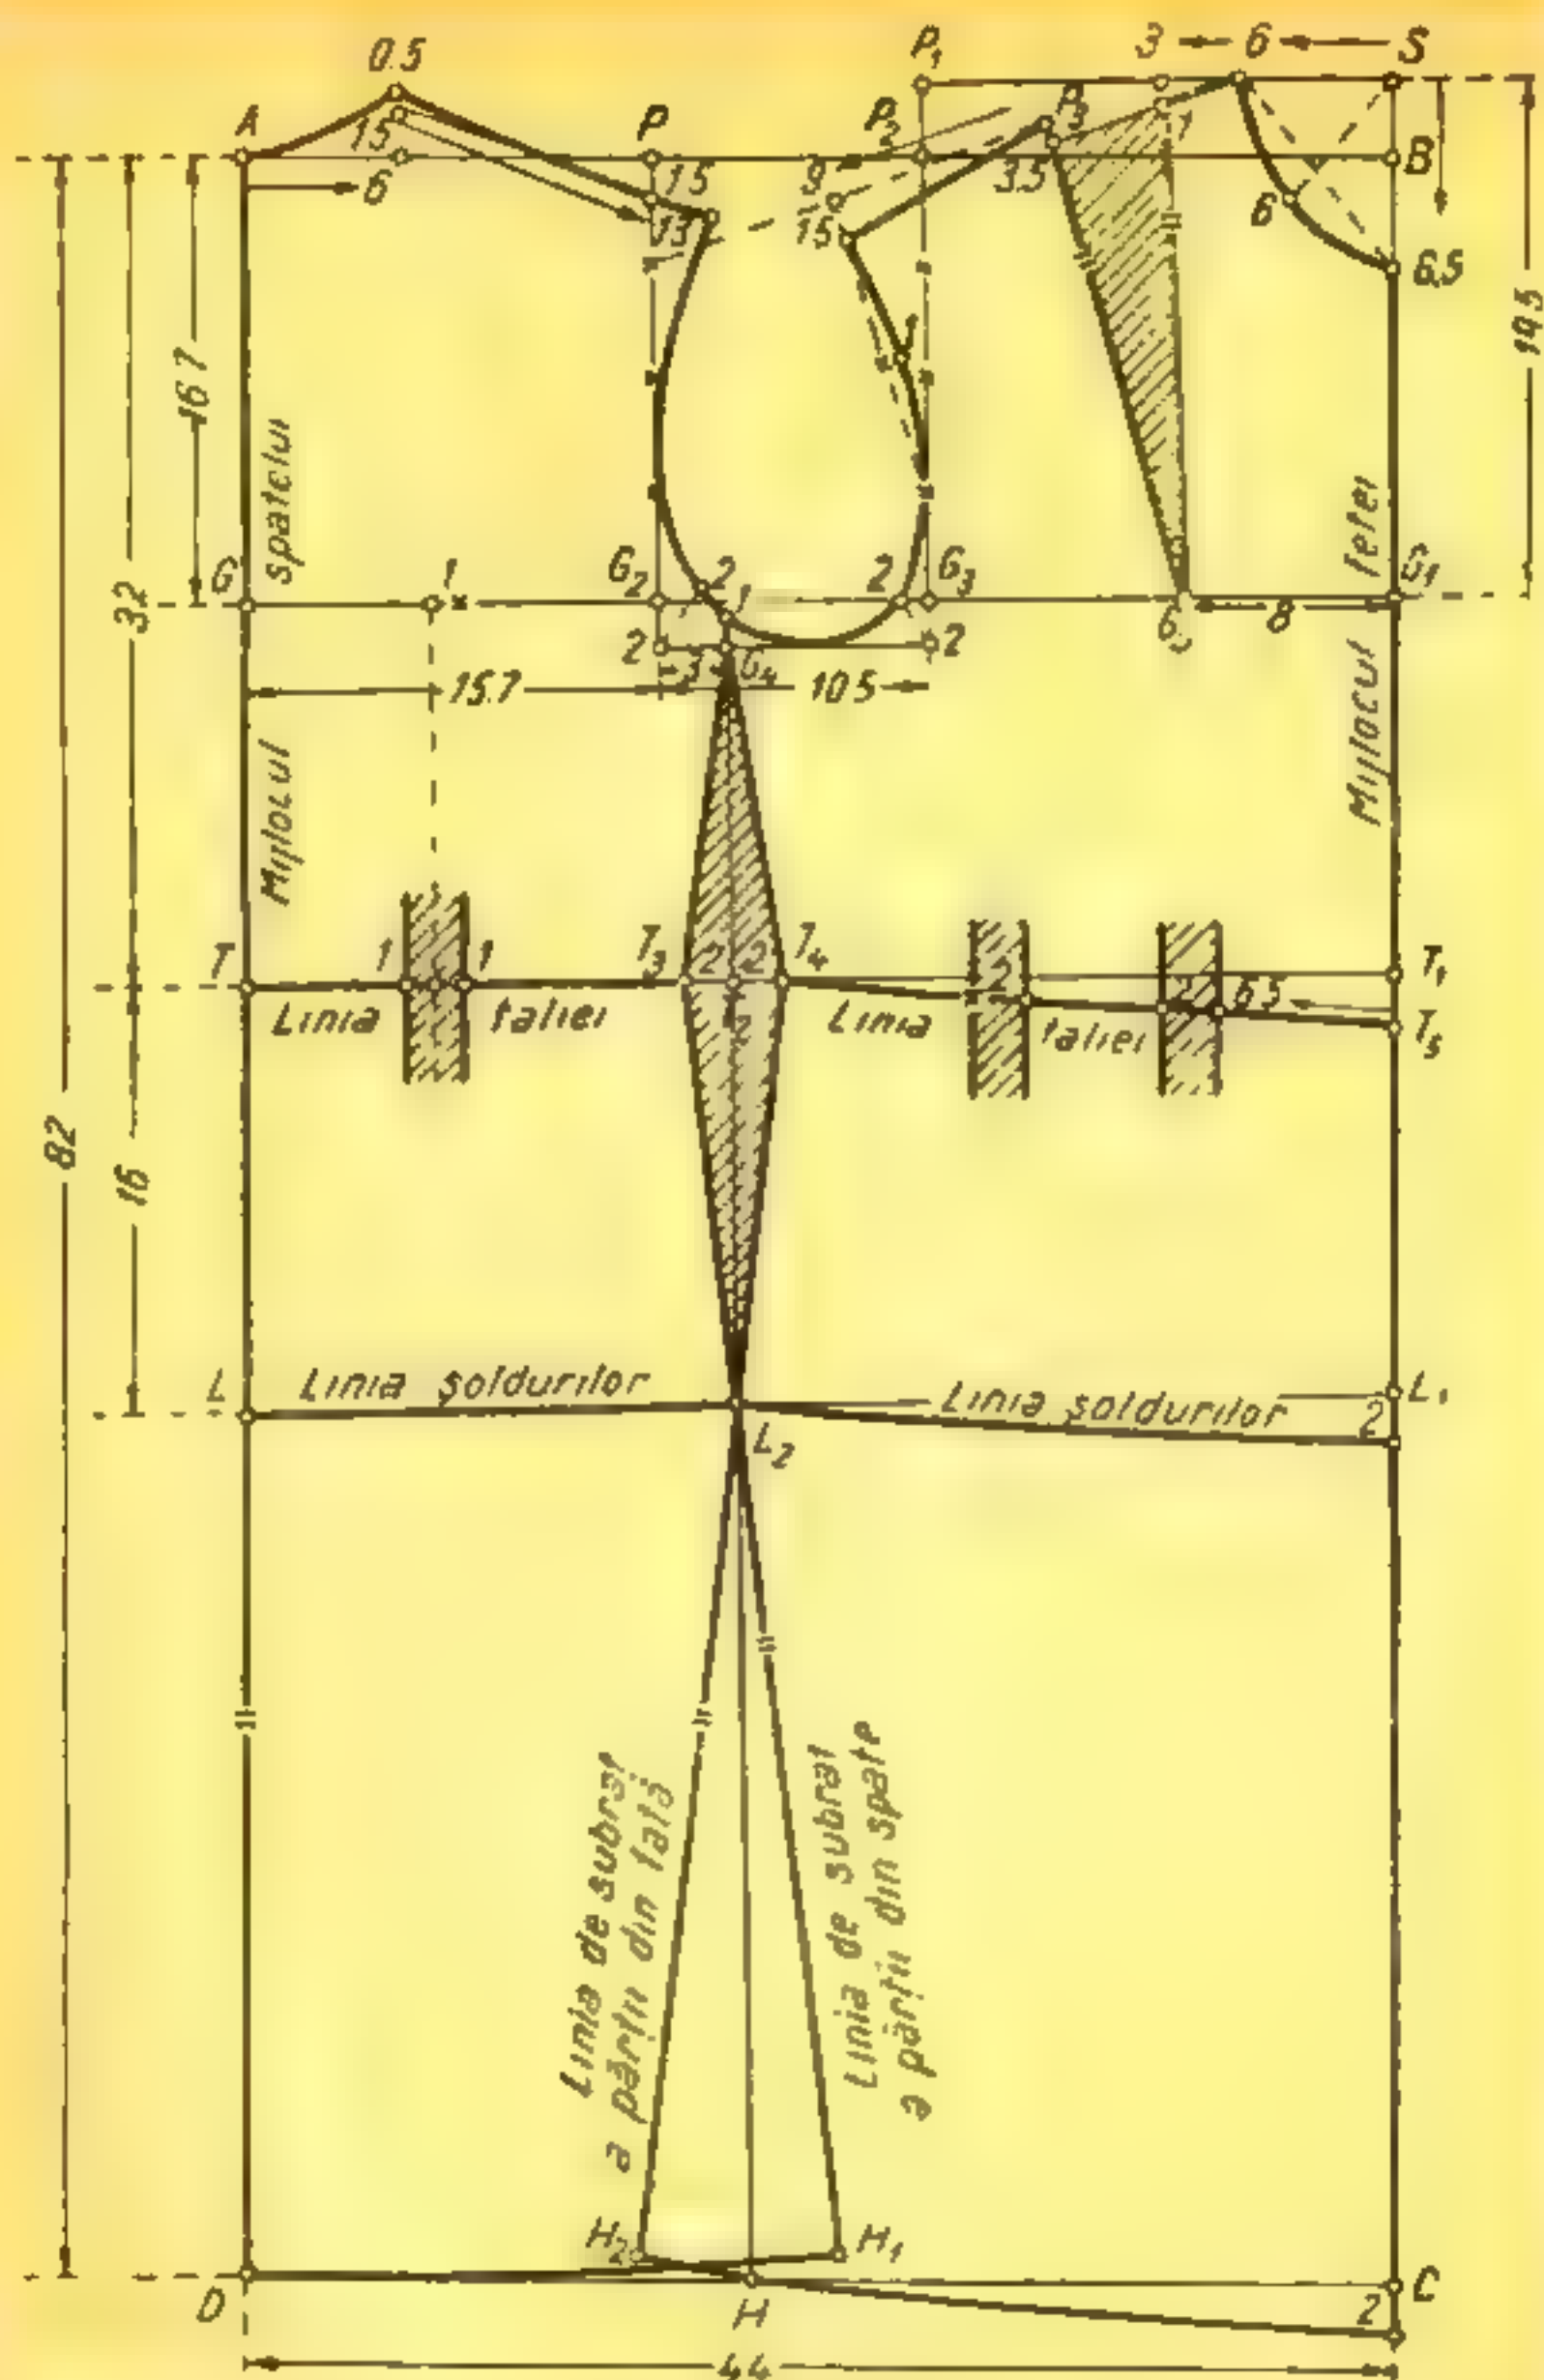 0.5
P₁
3
6
S
A
15
P
P₂
P₃
1
B
6
15
9
3.5
13
15
6
6.5
19.5
16.7
32
82
spatelui
feței
G
1
G₂
2
1
2
G₃
G₁
6
8
2
3
G₄
2
15.7
10.5
Mijlocul
Mijlocul
T
1
1
T₃
2
2
T₄
2
T₁
6.5
T₅
Linia
taliei
2
Linia
taliei
16
L
Linia șoldurilor
Linia șoldurilor
L₁
2
L₂
Linia de subraț
a părții din față
Linia de subraț
a părții din spate
H₂
H₁
D
H
C
2
44